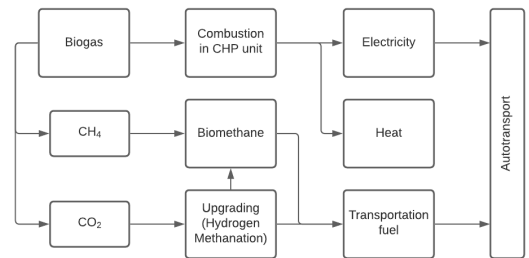 Biogas
Combustion
in CHP unit
Electricity
CH₄
Biomethane
Heat
CO₂
Upgrading
(Hydrogen
Methanation)
Transportation
fuel
Autotransport